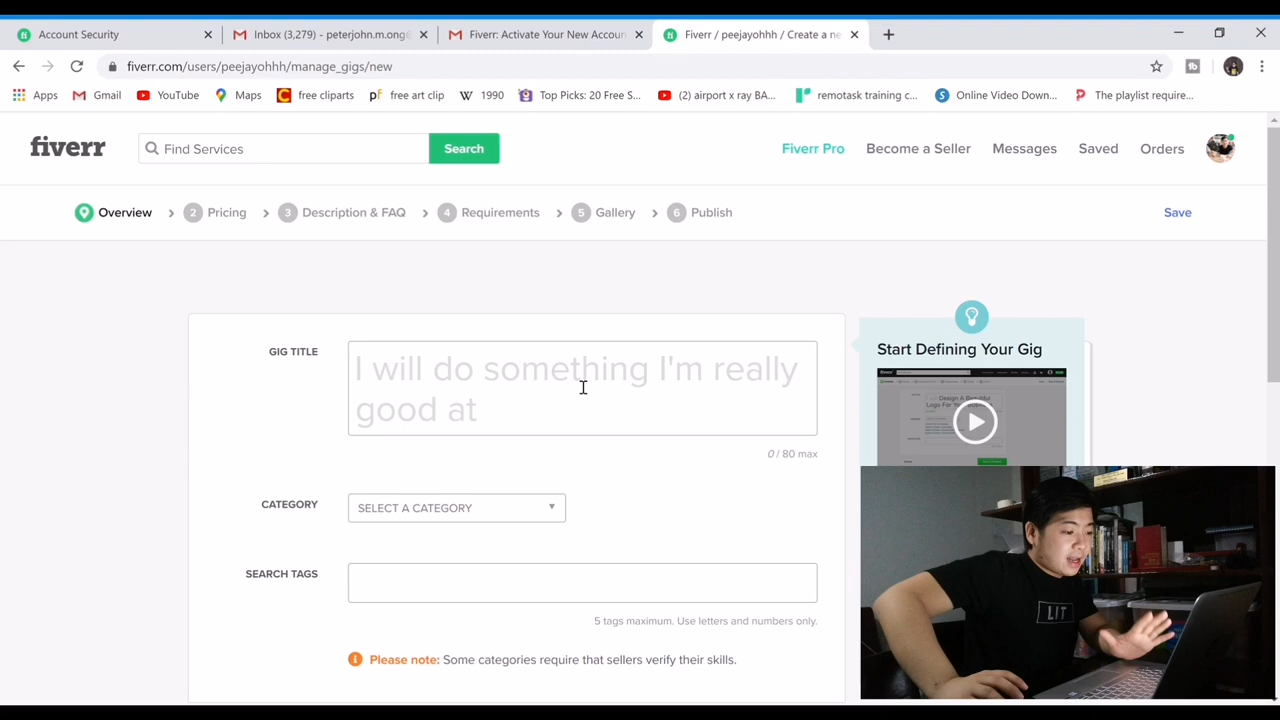 Account Security
Inbox (3,279) - peterjohn.m.ong@
Fiverr: Activate Your New Accoun
Fiverr / peejayohhh / Create a ne
fiverr.com/users/peejayohhh/manage_gigs/new
Apps
Gmail
YouTube
Maps
free cliparts
free art clip
1990
Top Picks: 20 Free S...
(2) airport x ray BA...
remotask training c...
Online Video Down...
The playlist require...
fiverr
Find Services
Search
Fiverr Pro
Become a Seller
Messages
Saved
Orders
Overview
2 Pricing
3 Description & FAQ
4 Requirements
5 Gallery
6 Publish
Save
GIG TITLE
I will do something I'm really
good at
0 / 80 max
CATEGORY
SELECT A CATEGORY
SEARCH TAGS
5 tags maximum. Use letters and numbers only.
Please note: Some categories require that sellers verify their skills.
Start Defining Your Gig
LIT